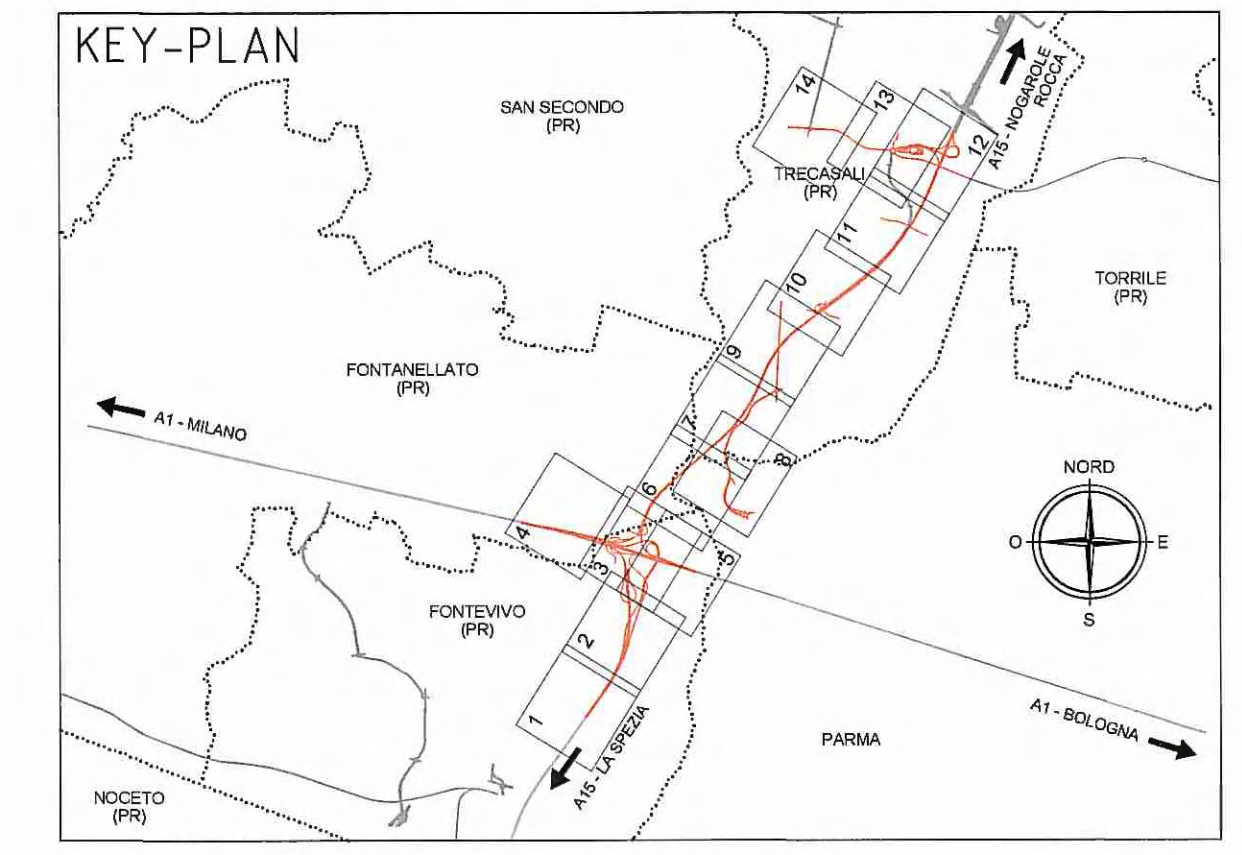 KEY-PLAN
SAN SECONDO
(PR)
14
13
12
A15 - NOGAROLE
ROCCA
TRECASALI
(PR)
11
10
TORRILE
(PR)
9
FONTANELLATO
(PR)
A1 - MILANO
7
8
NORD
6
4
O
E
5
3
S
FONTEVIVO
(PR)
2
1
A15 - LA SPEZIA
A1 - BOLOGNA
PARMA
NOCETO
(PR)